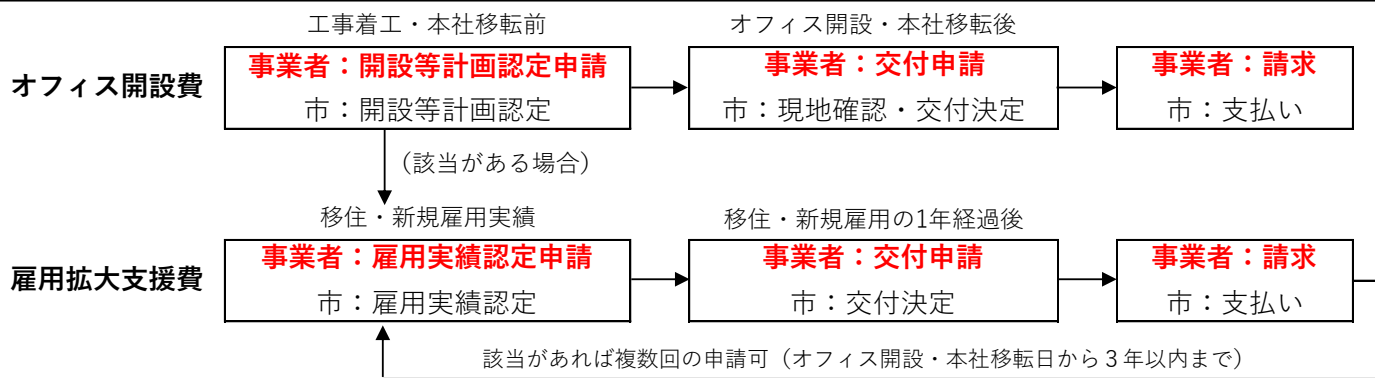 工事着工・本社移転前
オフィス開設・本社移転後
オフィス開設費
事業者：開設等計画認定申請
市：開設等計画認定
事業者：交付申請
市：現地確認・交付決定
事業者：請求
市：支払い
（該当がある場合）
移住・新規雇用実績
移住・新規雇用の1年経過後
雇用拡大支援費
事業者：雇用実績認定申請
市：雇用実績認定
事業者：交付申請
市：交付決定
事業者：請求
市：支払い
該当があれば複数回の申請可（オフィス開設・本社移転日から３年以内まで）